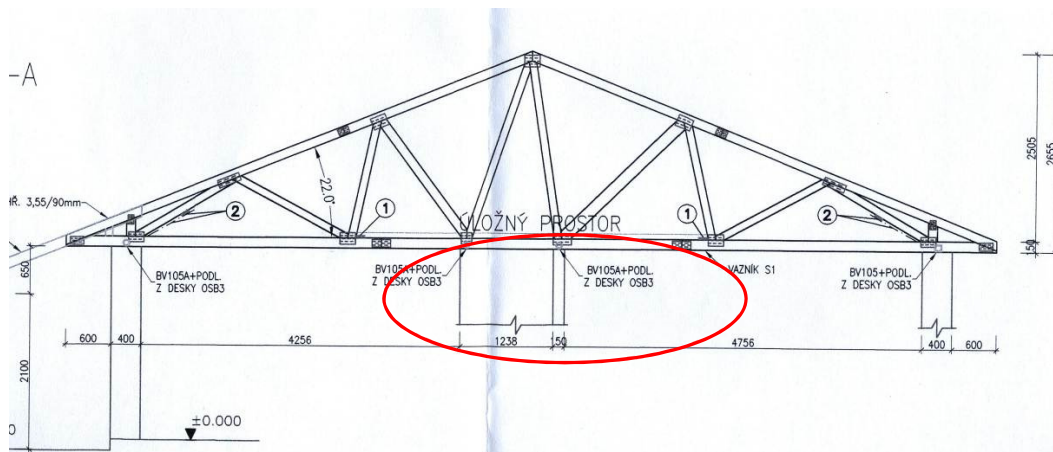 -A
ÚLOŽNÝ PROSTOR
22.0°
3,55/90mm
2
1
1
2
BV105A+PODL.
Z DESKY OSB3
BV105A+PODL.
Z DESKY OSB3
BV105A+PODL.
Z DESKY OSB3
VAZNÍK S1
BV105+PODL.
Z DESKY OSB3
600
400
4256
1238
150
4756
400
600
650
2100
±0.000
2505
2655
150